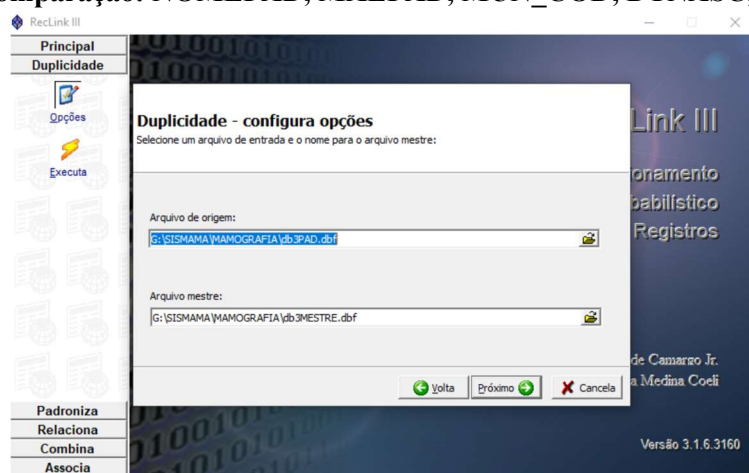 RecLink III
Principal
Duplicidade
Opções
Executa
Duplicidade - configura opções
Selecione um arquivo de entrada e o nome para o arquivo mestre:
Arquivo de origem:
G:\SISMAMA\MAMOGRAFIA\db3PAD.dbf
Arquivo mestre:
G:\SISMAMA\MAMOGRAFIA\db3MESTRE.dbf
Volta
Próximo
Cancela
Link III
onamento
babilístico
Registros
de Camargo Jr.
a Medina Coeli
Versão 3.1.6.3160
Padroniza
Relaciona
Combina
Associa